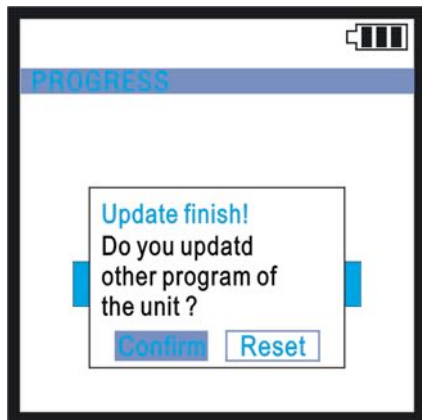 PROGRESS
Update finish!
Do you updatd
other program of
the unit ?
Confirm Reset